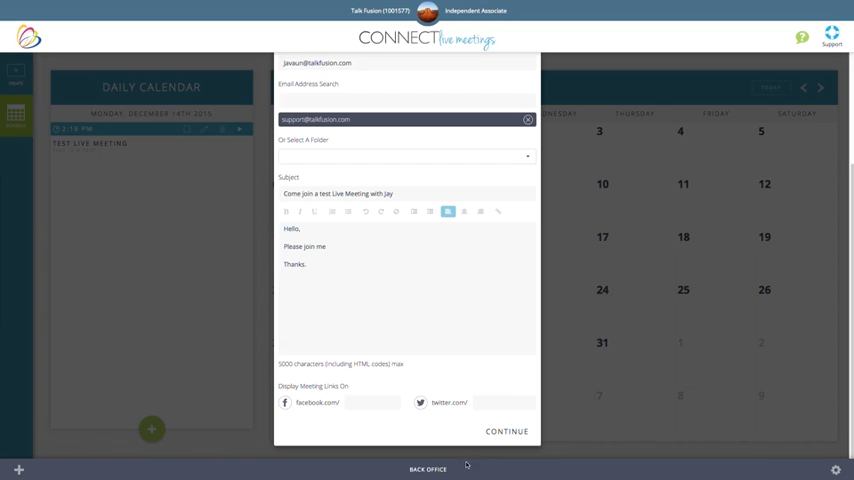 Talk Fusion (1001577)
Independent Associate
CONNECT live meetings
Support
DAILY CALENDAR
MONDAY, DECEMBER 14TH 2015
2:15 PM
TEST LIVE MEETING
Javaun@talkfusion.com
Email Address Search
support@talkfusion.com
Or Select A Folder
Subject
Come join a test Live Meeting with Jay
B I U
Hello,
Please join me
Thanks.
5000 characters (including HTML codes) max
Display Meeting Links On
facebook.com/
twitter.com/
CONTINUE
TODAY
THURSDAY FRIDAY SATURDAY
3 4 5
10 11 12
17 18 19
24 25 26
31 1 2
7 8 9
BACK OFFICE